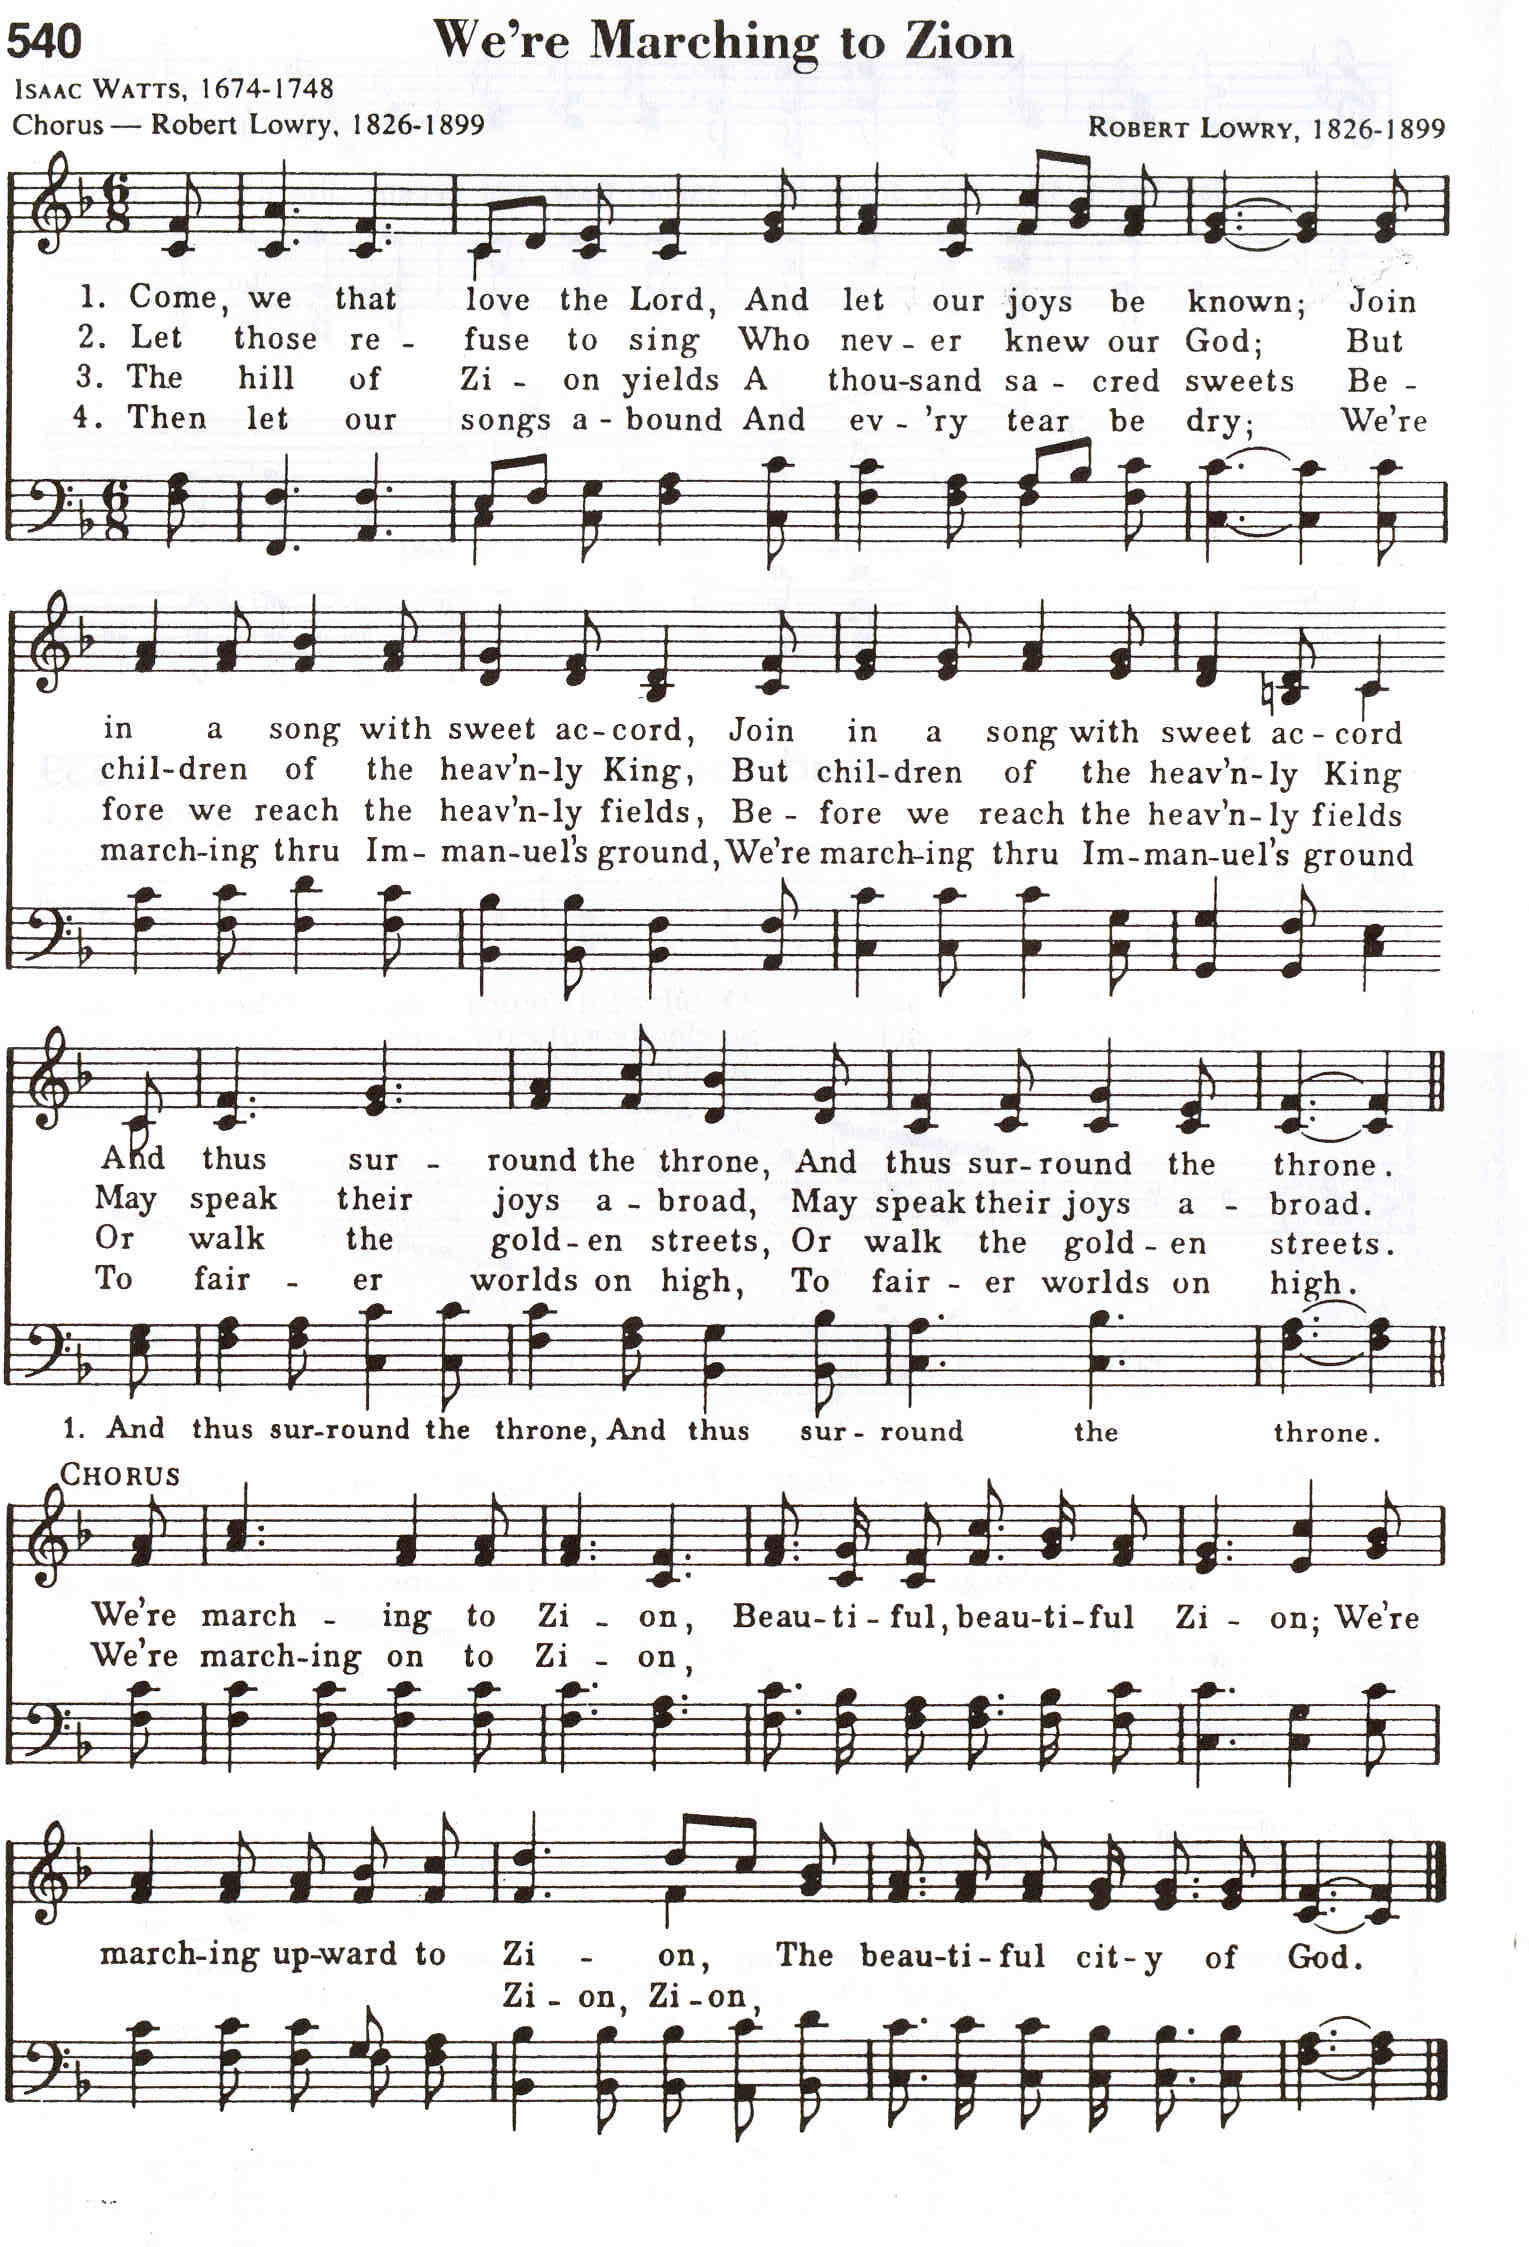 540 We're Marching to Zion
ISAAC WATTS, 1674-1748
Chorus — Robert Lowry, 1826-1899 ROBERT LOWRY, 1826-1899
1. Come, we that love the Lord, And let our joys be known; Join
2. Let those re - fuse to sing Who nev - er knew our God; But
3. The hill of Zi - on yields A thou-sand sa - cred sweets Be -
4. Then let our songs a - bound And ev - 'ry tear be dry; We're
in a song with sweet ac-cord, Join in a song with sweet ac - cord
chil-dren of the heav'n-ly King, But chil-dren of the heav'n-ly King
fore we reach the heav'n-ly fields, Be - fore we reach the heav'n-ly fields
march-ing thru Im- man-uel's ground, We're march-ing thru Im-man-uel's ground
And thus sur - round the throne, And thus sur-round the throne.
May speak their joys a - broad, May speak their joys a - broad.
Or walk the gold-en streets, Or walk the gold - en streets.
To fair - er worlds on high, To fair - er worlds on high.
1. And thus sur-round the throne, And thus sur - round the throne.
CHORUS
We're march - ing to Zi - on, Beau-ti-ful, beau-ti-ful Zi - on; We're
We're march-ing on to Zi - on,
march-ing up-ward to Zi - on, The beau-ti-ful cit-y of God.
Zi - on, Zi-on,